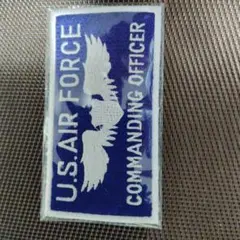 U.S. AIR FORCE
COMMANDING OFFICER